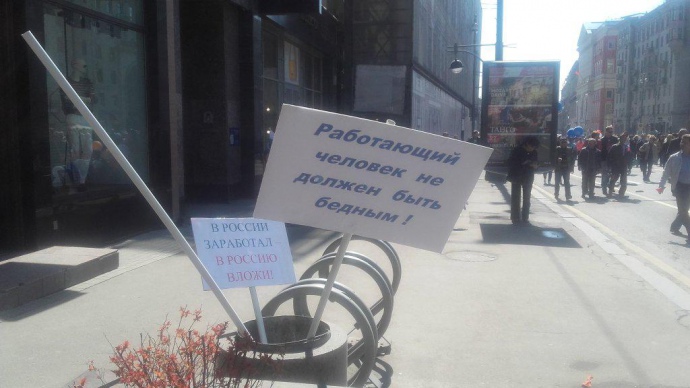 Работающий
человек не
должен быть
бедным!
В РОССИИ
ЗАРАБОТАЛ
В РОССИЮ
ВЛОЖИ!